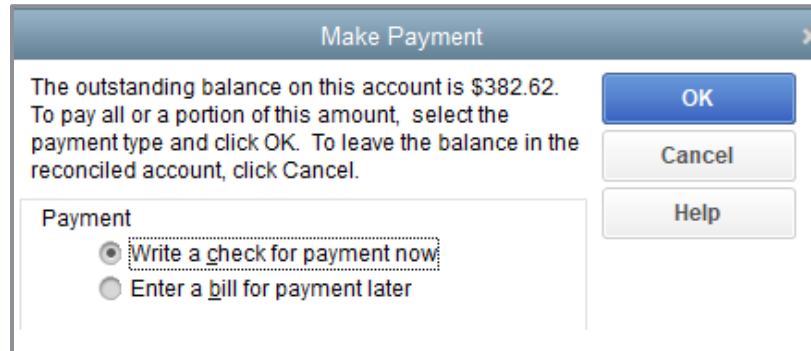 Make Payment
The outstanding balance on this account is $382.62.
To pay all or a portion of this amount, select the
payment type and click OK. To leave the balance in the
reconciled account, click Cancel.
OK
Cancel
Help
Payment
Write a check for payment now
Enter a bill for payment later